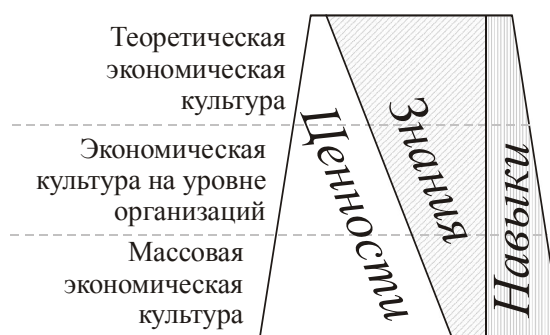 Теоретическая
экономическая
культура
Экономическая
культура на уровне
организаций
Массовая
экономическая
культура
Ценности
Знания
Навыки